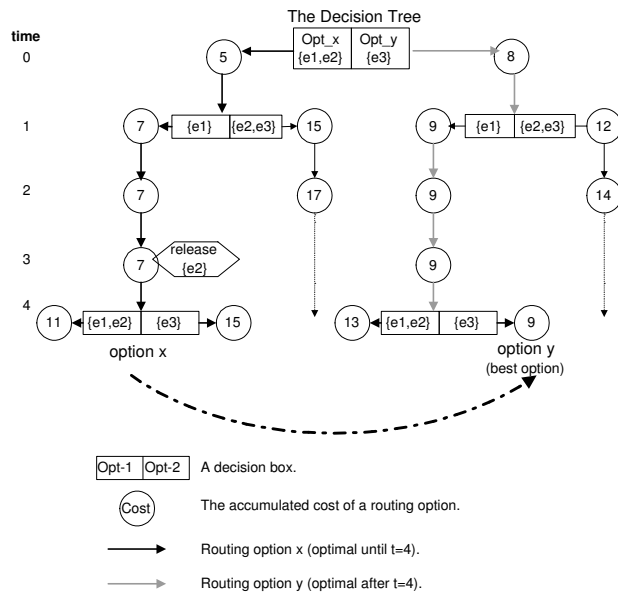 The Decision Tree
time
Opt_x Opt_y
0 5 {e1,e2} {e3} 8
1 7 {e1} {e2,e3} 15 9 {e1} {e2,e3} 12
2 7 17 9 14
3 7 release 9
{e2}
4
11 {e1,e2} {e3} 15 13 {e1,e2} {e3} 9
option x option y
(best option)
Opt-1 Opt-2 A decision box.
Cost The accumulated cost of a routing option.
Routing option x (optimal until t=4).
Routing option y (optimal after t=4).